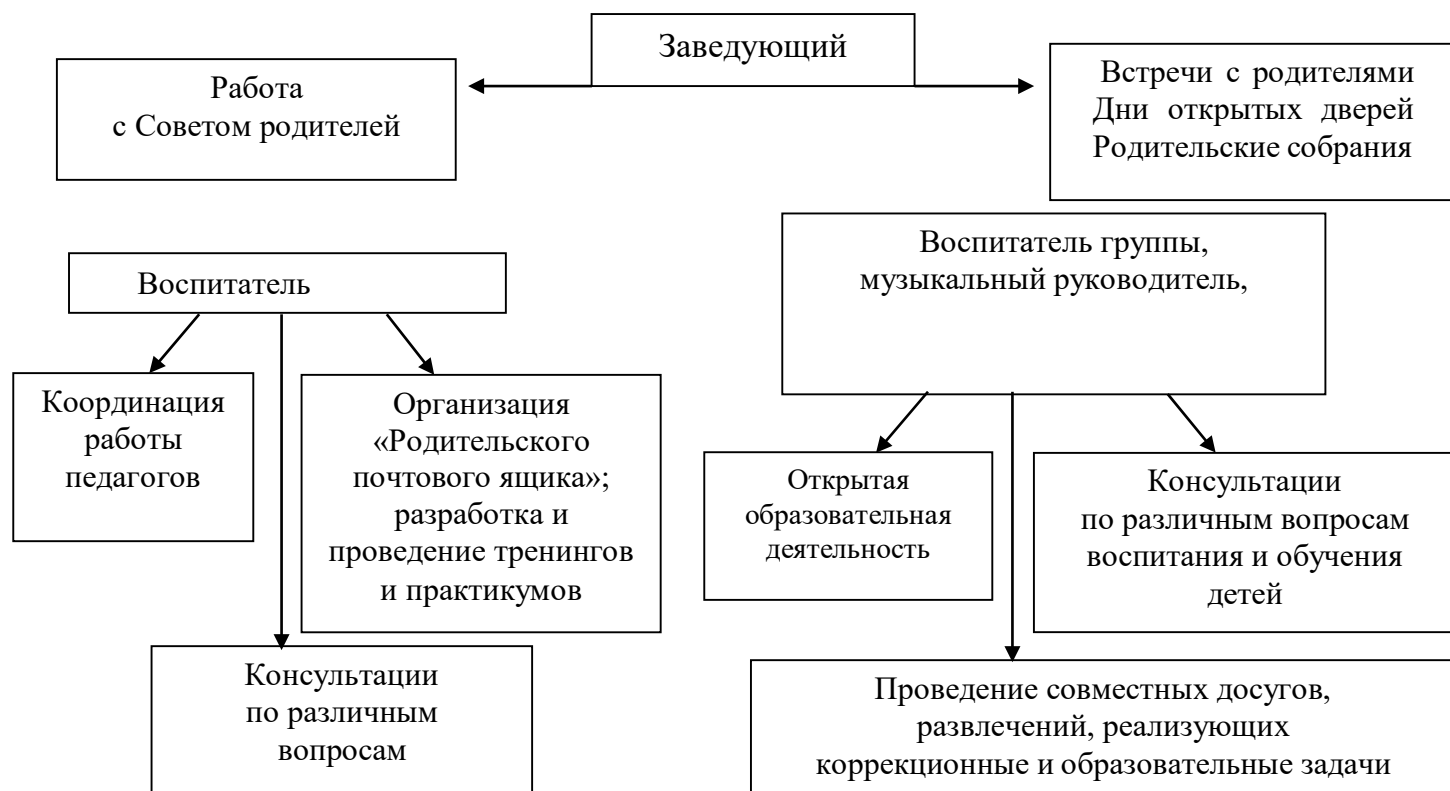 Заведующий
Работа
с Советом родителей
Встречи с родителями
Дни открытых дверей
Родительские собрания
Воспитатель
Воспитатель группы,
музыкальный руководитель,
Координация
работы
педагогов
Организация
«Родительского
почтового ящика»;
разработка и
проведение тренингов
и практикумов
Открытая
образовательная
деятельность
Консультации
по различным вопросам
воспитания и обучения
детей
Консультации
по различным
вопросам
Проведение совместных досугов,
развлечений, реализующих
коррекционные и образовательные задачи